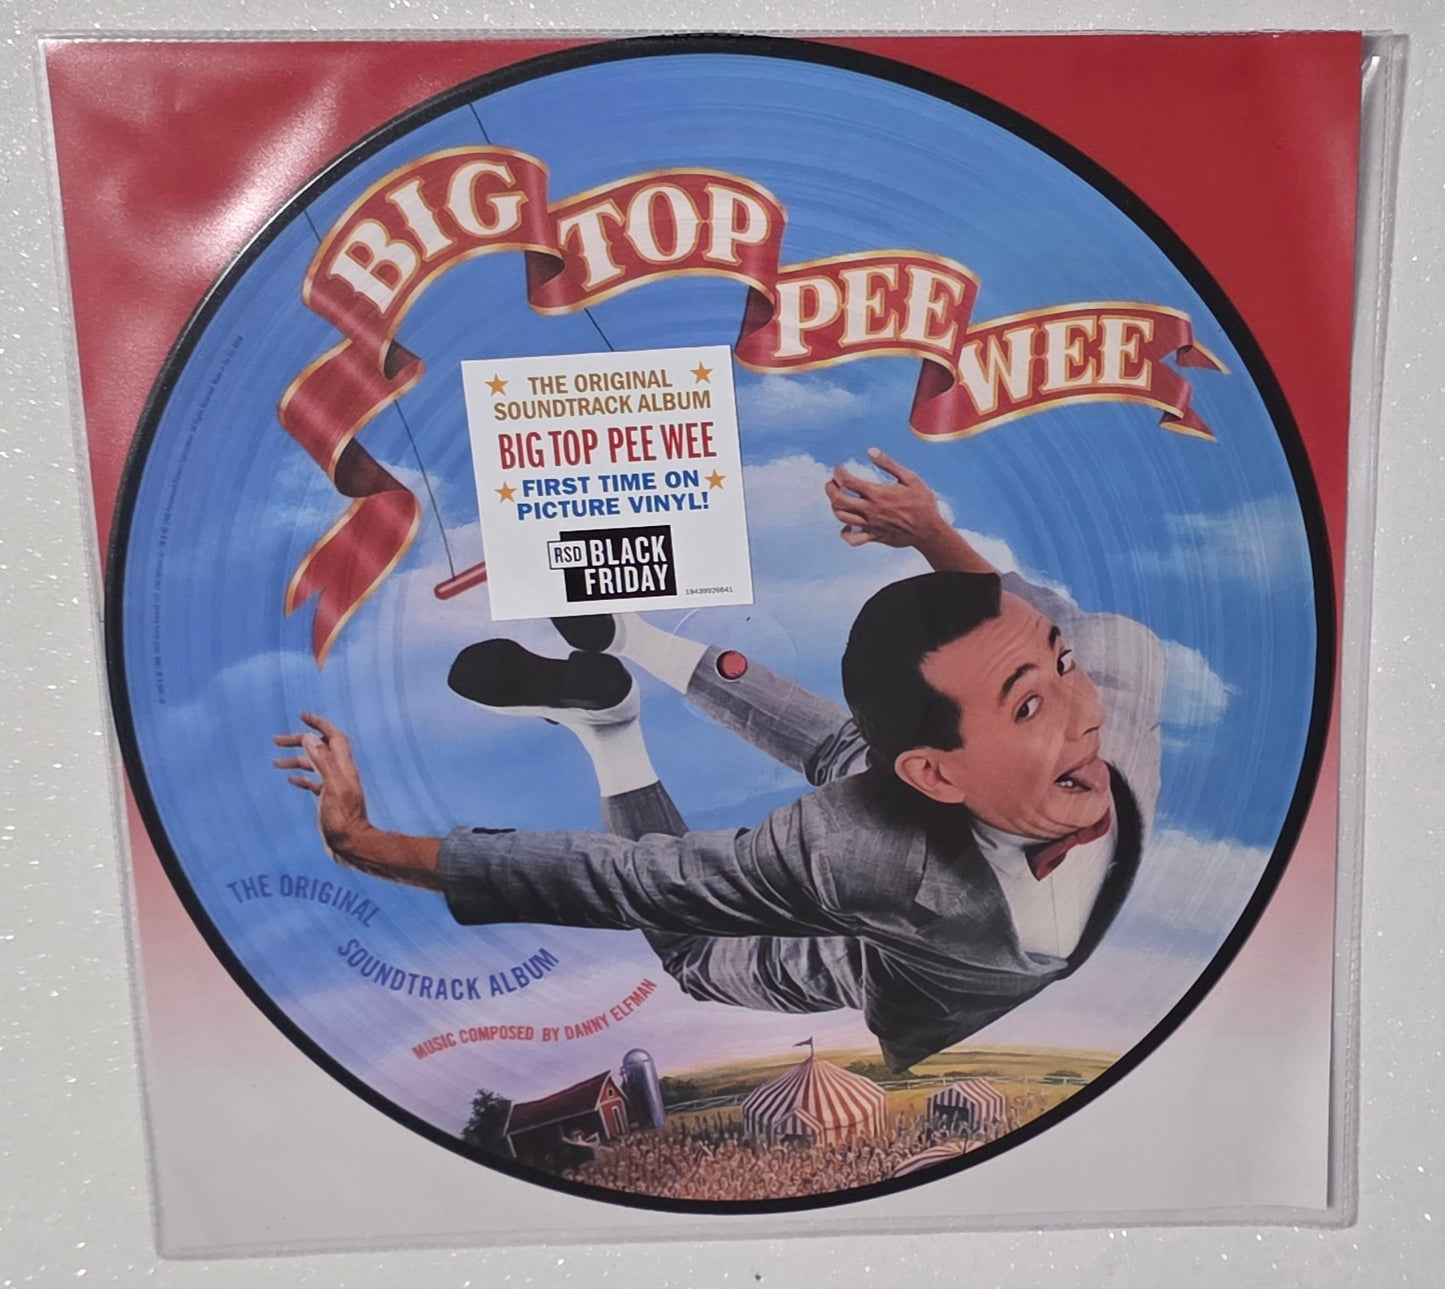 BIG TOP PEE WEE
THE ORIGINAL
SOUNDTRACK ALBUM
BIG TOP PEE WEE
FIRST TIME ON
PICTURE VINYL!
RSD BLACK
FRIDAY
19439920641
THE ORIGINAL
SOUNDTRACK ALBUM
MUSIC COMPOSED BY DANNY ELFMAN